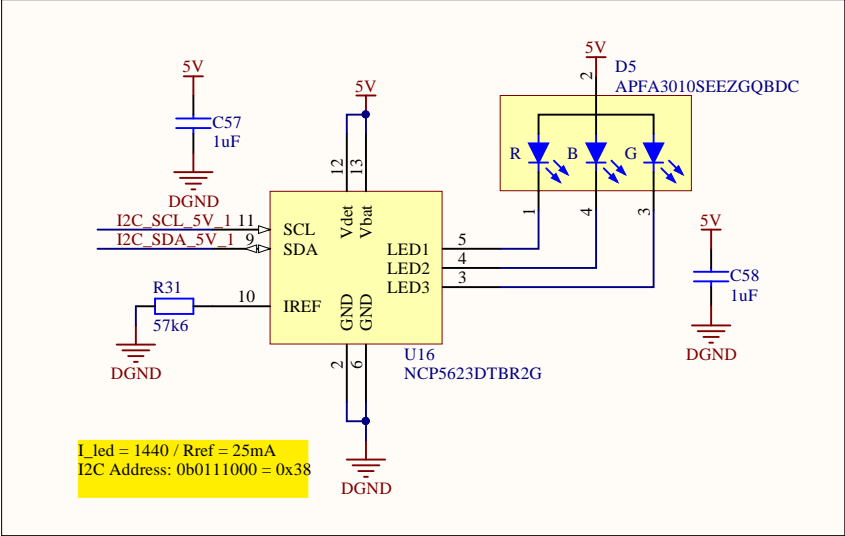 5V
D5
APFA3010SEEZGQBDC
2
5V
5V
C57
1uF
DGND
R
B
G
1
4
3
12
13
I2C_SCL_5V_1
11
SCL
Vdet
Vbat
I2C_SDA_5V_1
9
SDA
LED1
5
LED2
4
LED3
3
5V
C58
1uF
DGND
R31
57k6
10
IREF
GND
GND
DGND
U16
NCP5623DTBR2G
2
6
I_led = 1440 / Rref = 25mA
I2C Address: 0b0111000 = 0x38
DGND